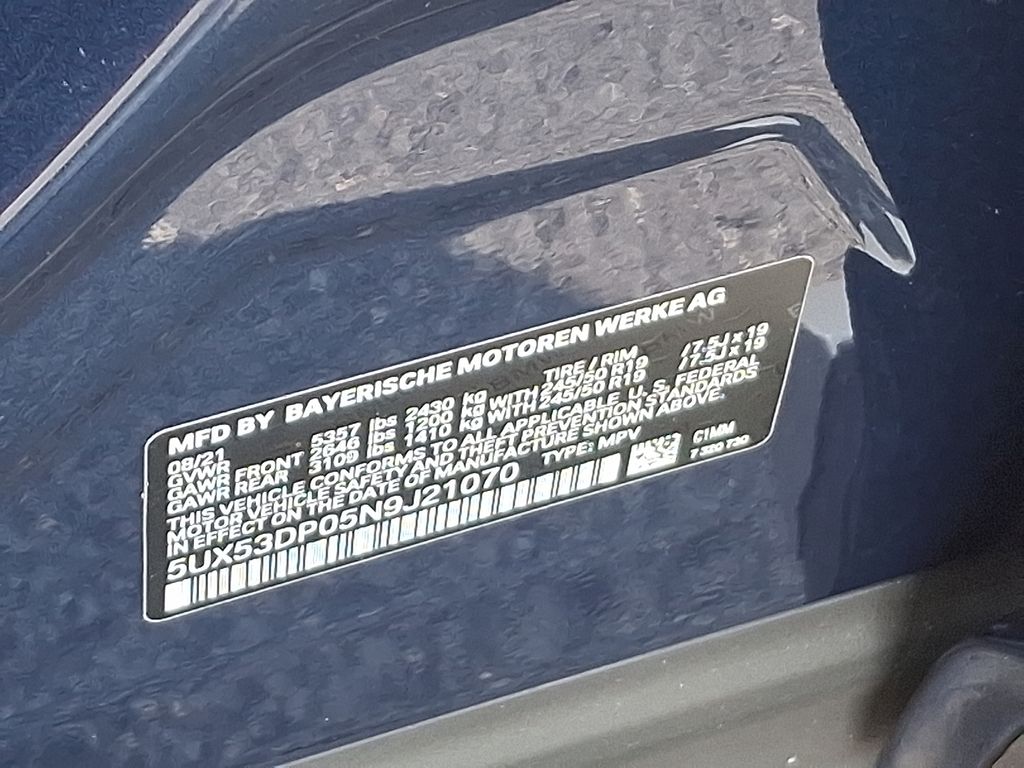 MFD BY BAYERISCHE MOTOREN WERKE AG
08/21
GVWR 5357 lbs 2430 kg TIRE / RIM
GAWR FRONT 2646 lbs 1200 kg WITH 245/50 R19 /7.5J x 19
GAWR REAR 3109 lbs 1410 kg WITH 245/50 R19 /7.5J x 19
THIS VEHICLE CONFORMS TO ALL APPLICABLE U.S. FEDERAL
MOTOR VEHICLE SAFETY AND THEFT PREVENTION STANDARDS
IN EFFECT ON THE DATE OF MANUFACTURE SHOWN ABOVE.
5UX53DP05N9J21070 TYPE: MPV
C1MM
7 320 730